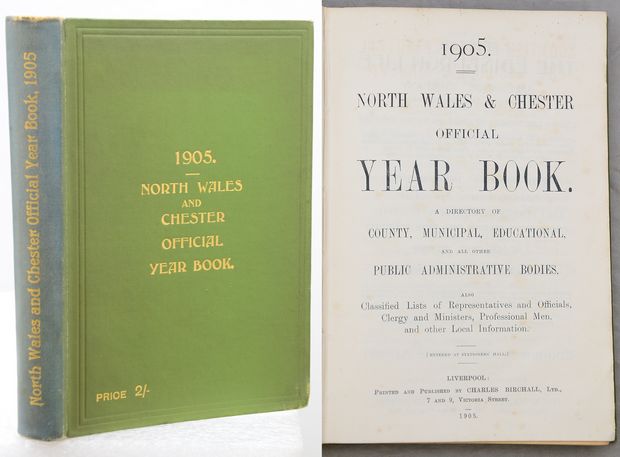 North Wales and Chester Official Year Book, 1905
1905.
NORTH WALES
AND
CHESTER
OFFICIAL
YEAR BOOK.
PRICE 2/-
1905.
NORTH WALES & CHESTER
OFFICIAL
YEAR BOOK.
A DIRECTORY OF
COUNTY, MUNICIPAL, EDUCATIONAL,
AND ALL OTHER
PUBLIC ADMINISTRATIVE BODIES.
ALSO
Classified Lists of Representatives and Officials,
Clergy and Ministers, Professional Men,
and other Local Information.
[ENTERED AT STATIONERS' HALL.]
LIVERPOOL:
PRINTED AND PUBLISHED BY CHARLES BIRCHALL, LTD.,
7 AND 9, VICTORIA STREET.
1905.